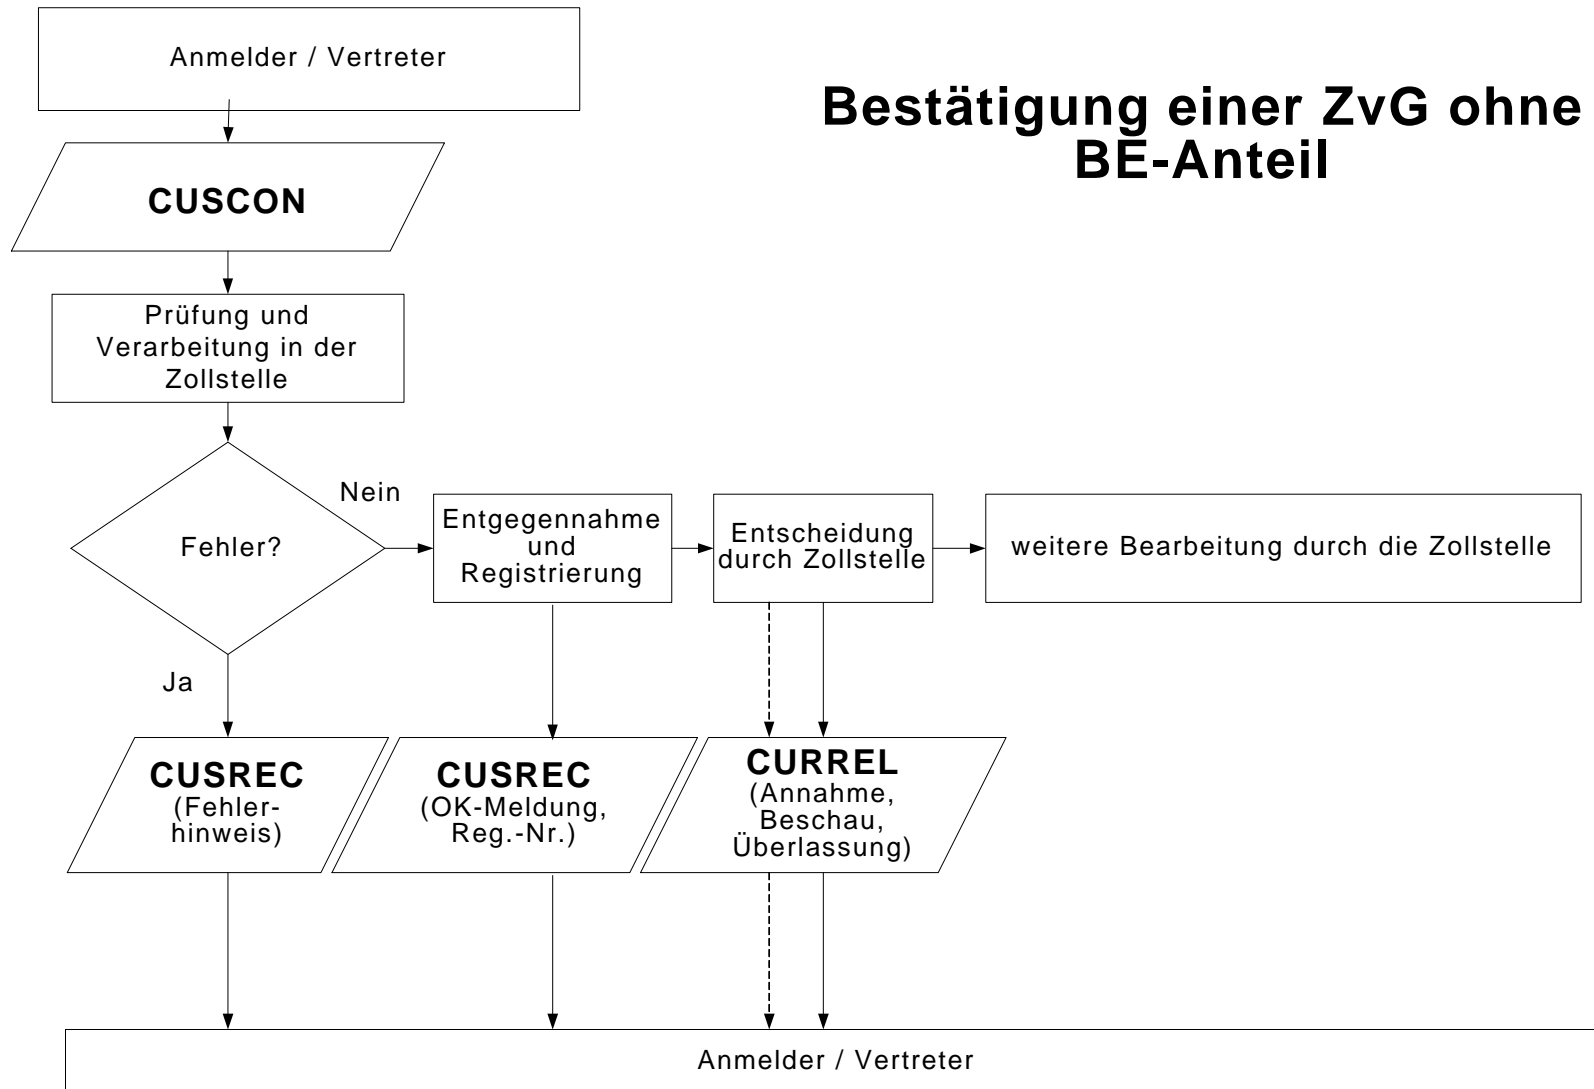 Anmelder / Vertreter
Bestätigung einer ZvG ohne
BE-Anteil
CUSCON
Prüfung und
Verarbeitung in der
Zollstelle
Fehler?
Nein
Ja
Entgegennahme
und
Registrierung
Entscheidung
durch Zollstelle
weitere Bearbeitung durch die Zollstelle
CUSREC
(Fehler-
hinweis)
CUSREC
(OK-Meldung,
Reg.-Nr.)
CURREL
(Annahme,
Beschau,
Überlassung)
Anmelder / Vertreter